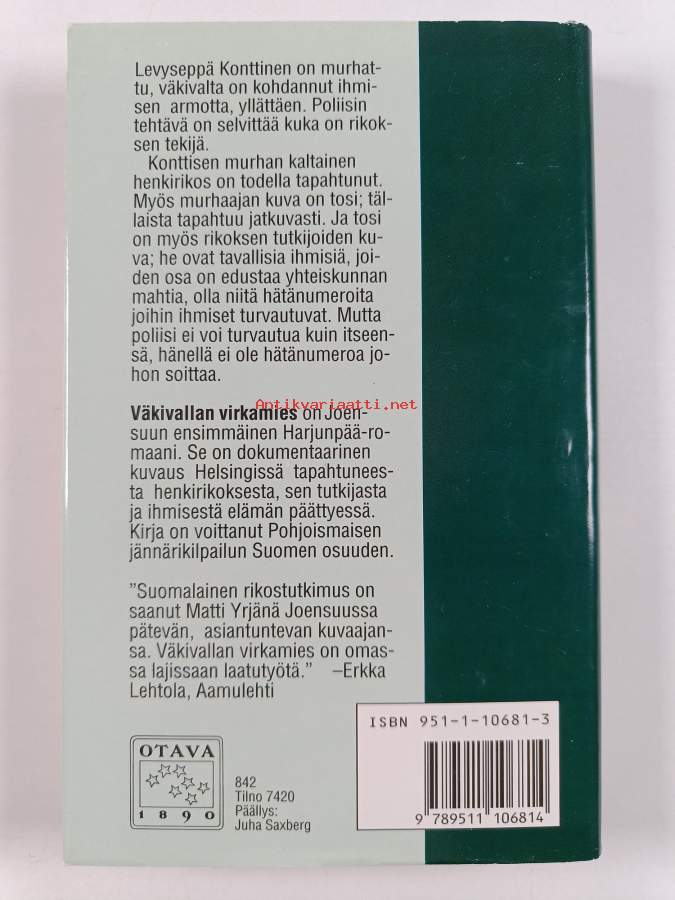 Levyseppä Konttinen on murhat-
tu, väkivalta on kohdannut ihmi-
sen armotta, yllättäen. Poliisin
tehtävä on selvittää kuka on rikok-
sen tekijä.
Konttisen murhan kaltainen
henkirikos on todella tapahtunut.
Myös murhaajan kuva on tosi; täl-
laista tapahtuu jatkuvasti. Ja tosi
on myös rikoksen tutkijoiden ku-
va; he ovat tavallisia ihmisiä, joi-
den osa on edustaa yhteiskunnan
mahtia, olla niitä hätänumeroita
joihin ihmiset turvautuvat. Mutta
poliisi ei voi turvautua kuin itseen-
sä, hänellä ei ole hätänumeroa jo-
hon soittaa.
Antikvariaatti.net
Väkivallan virkamies on Joen-
suun ensimmäinen Harjunpää-ro-
maani. Se on dokumentaarinen
kuvaus Helsingissä tapahtunees-
ta henkirikoksesta, sen tutkijasta
ja ihmisestä elämän päättyessä.
Kirja on voittanut Pohjoismaisen
jännärikilpailun Suomen osuuden.
”Suomalainen rikostutkimus on
saanut Matti Yrjänä Joensuussa
pätevän, asiantuntevan kuvaajan-
sa. Väkivallan virkamies on omas-
sa lajissaan laatutyötä.” –Erkka
Lehtola, Aamulehti
OTAVA
1890
842
Tilno 7420
Päällys:
Juha Saxberg
ISBN 951-1-10681-3
9 789511 106814